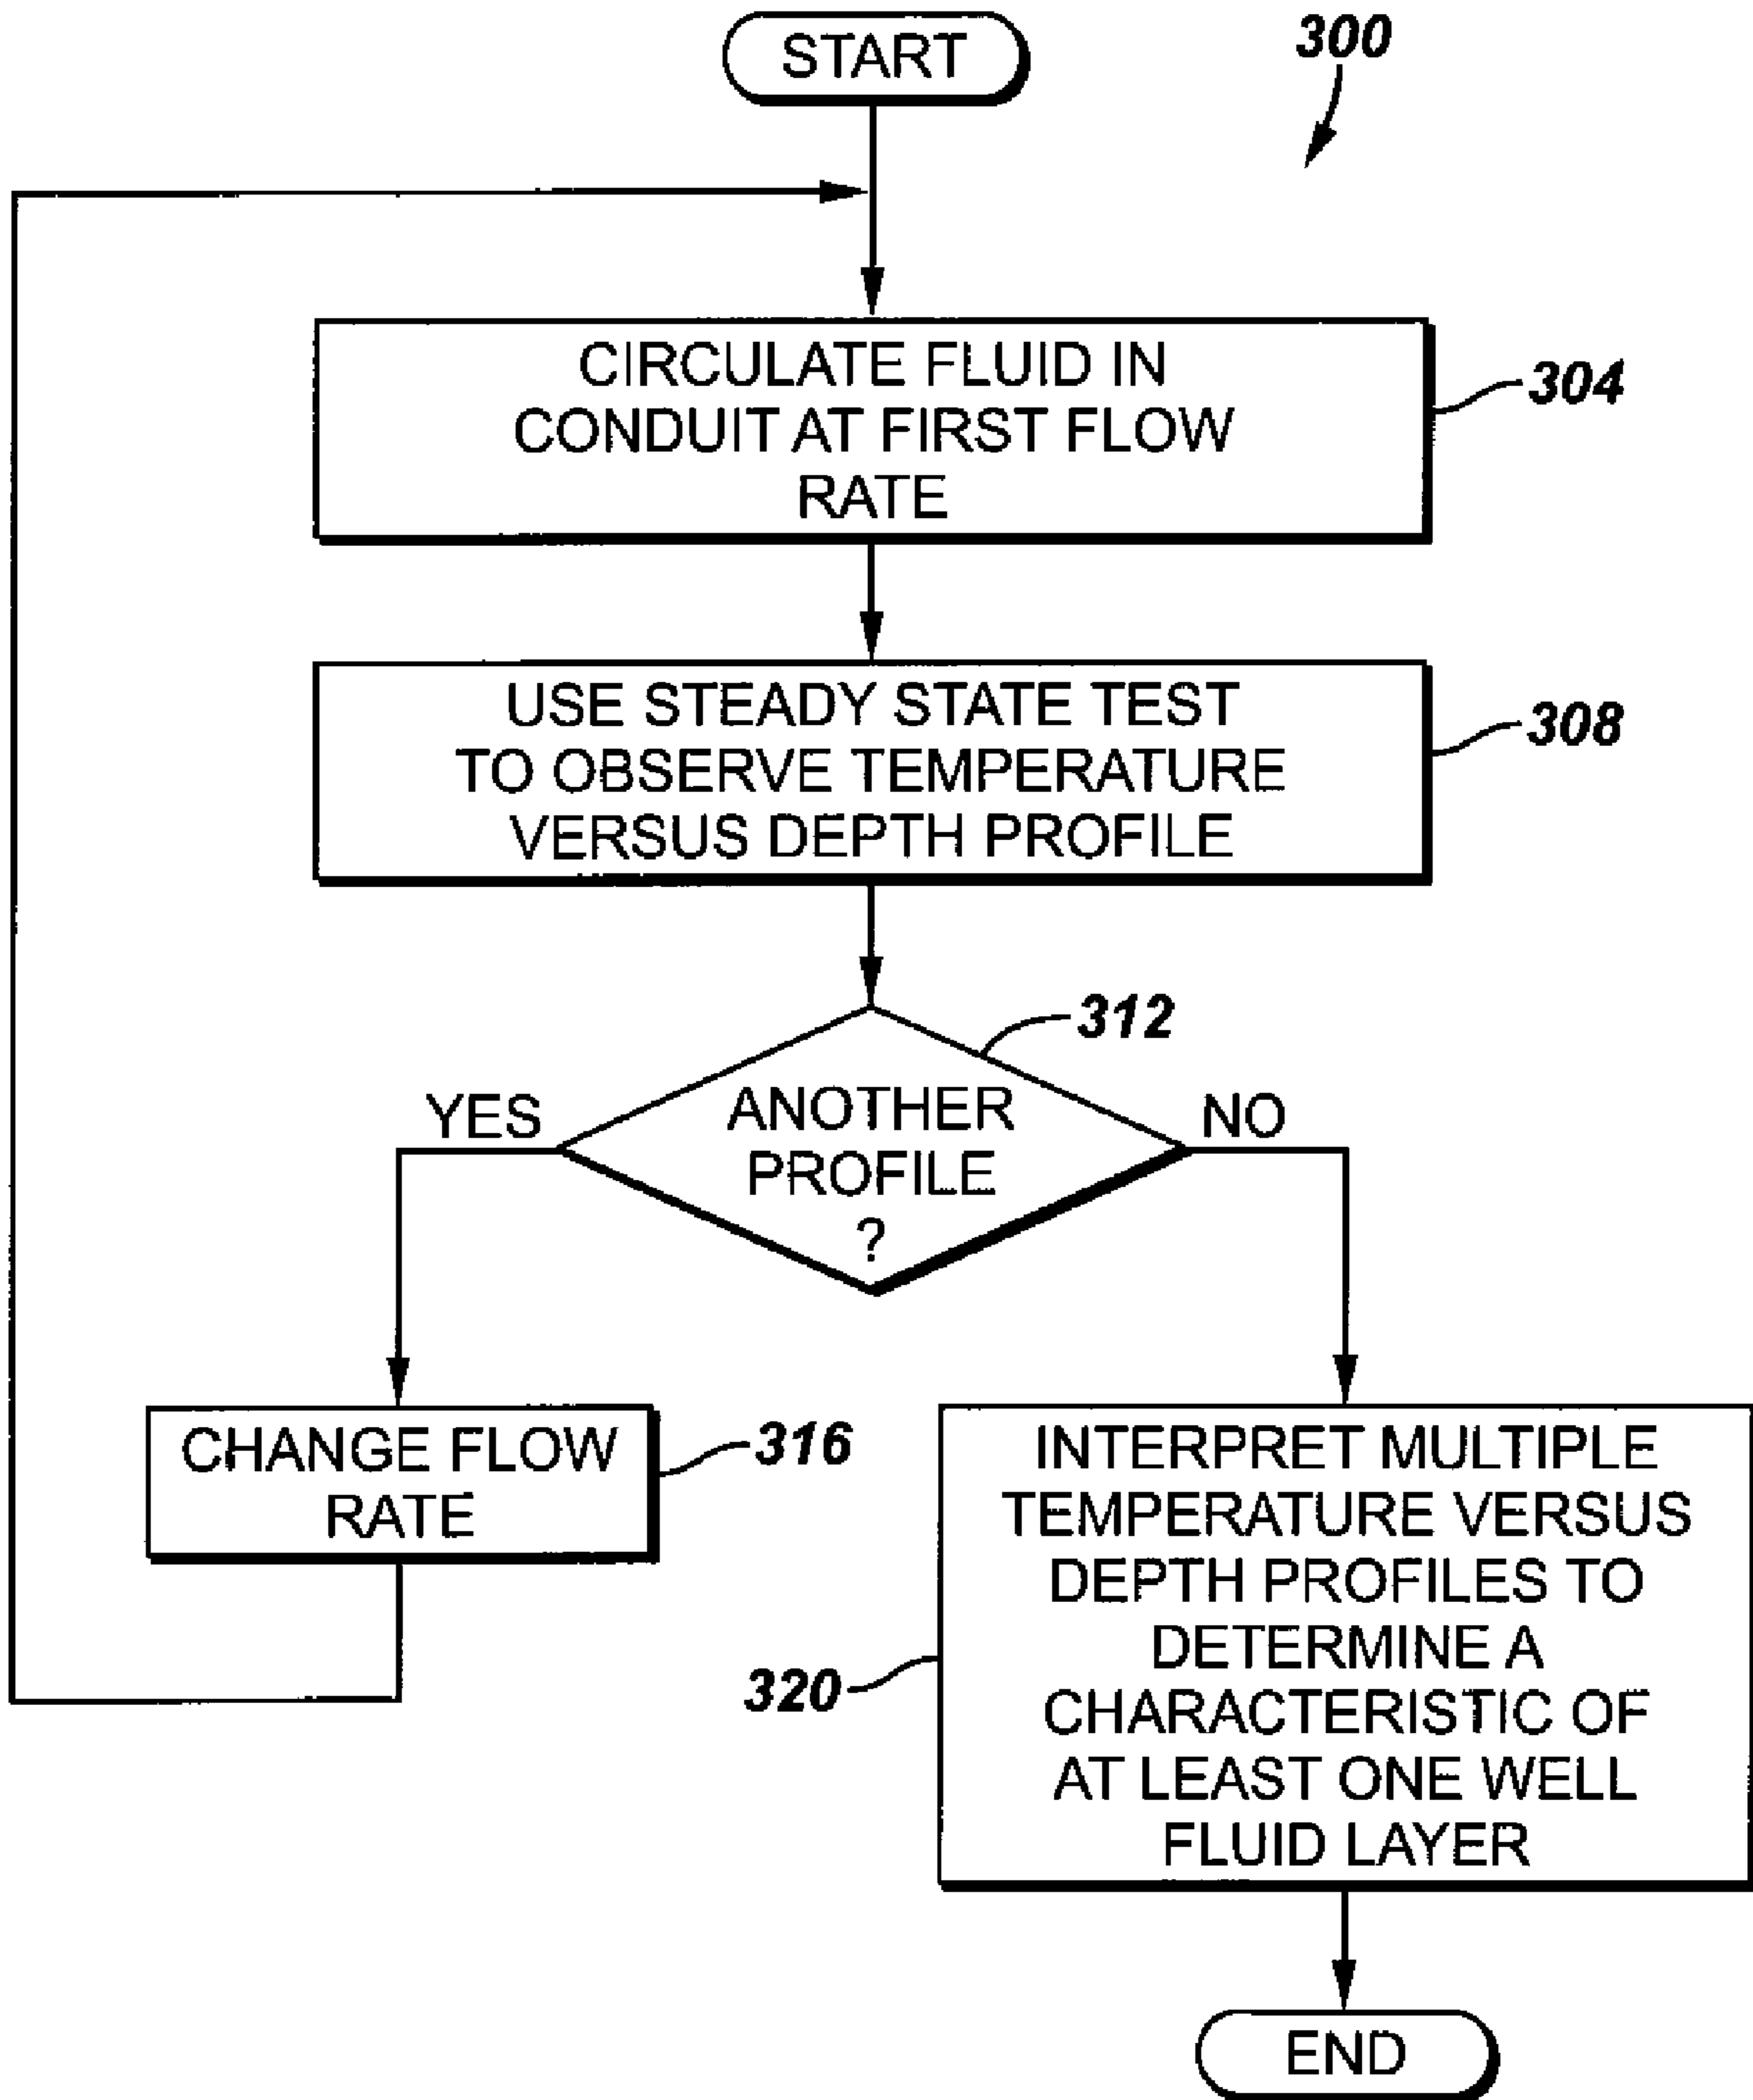 START
300
CIRCULATE FLUID IN
CONDUIT AT FIRST FLOW
RATE
304
USE STEADY STATE TEST
TO OBSERVE TEMPERATURE
VERSUS DEPTH PROFILE
308
312
ANOTHER
PROFILE
?
YES
NO
CHANGE FLOW
RATE
316
INTERPRET MULTIPLE
TEMPERATURE VERSUS
DEPTH PROFILES TO
DETERMINE A
CHARACTERISTIC OF
AT LEAST ONE WELL
FLUID LAYER
320
END